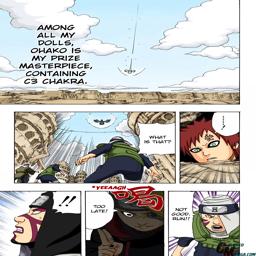 AMONG
ALL MY
DOLLS,
OHAKO IS
MY PRIZE
MASTERPIECE,
CONTAINING
C3 CHAKRA.
WHAT
IS THAT?
...
!!
*YEEAAGH
TOO
LATE!
NOT
GOOD.
RUN!!